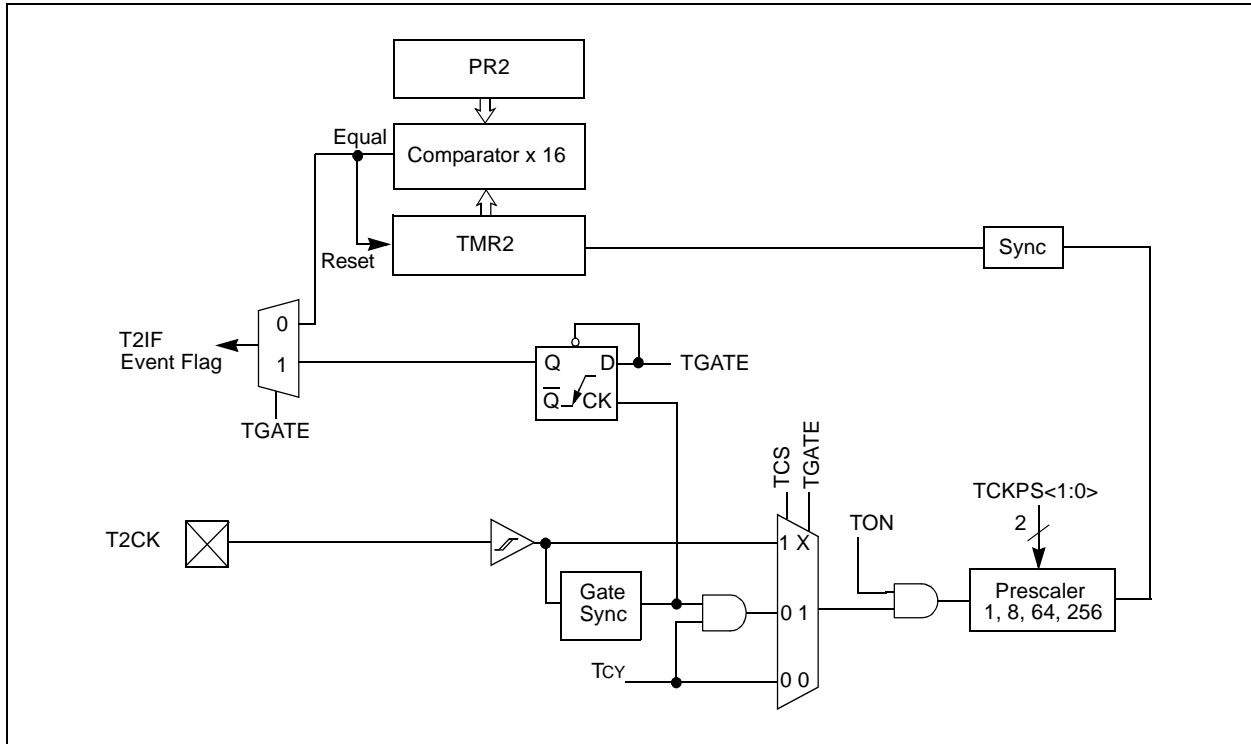 PR2
Equal
Comparator x 16
TMR2
Reset
Sync
0
1
T2IF
Event Flag
TGATE
Q
D
Q̅
CK
TGATE
TCS
TGATE
T2CK
1 X
Gate
Sync
0 1
TCY
0 0
TON
TCKPS<1:0>
2
Prescaler
1, 8, 64, 256